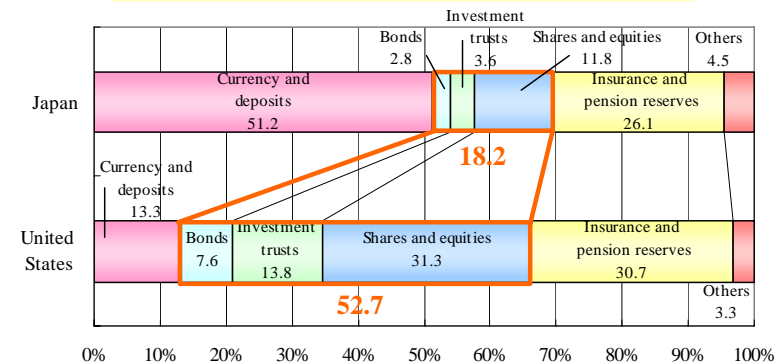 Investment
trusts
3.6
Bonds
2.8
Shares and equities
11.8
Others
4.5
Japan
Currency and
deposits
51.2
Insurance and
pension reserves
26.1
18.2
Currency and
deposits
13.3
United
States
Bonds
7.6
Investment
trusts
13.8
Shares and equities
31.3
Insurance and
pension reserves
30.7
Others
3.3
52.7
0% 10% 20% 30% 40% 50% 60% 70% 80% 90% 100%